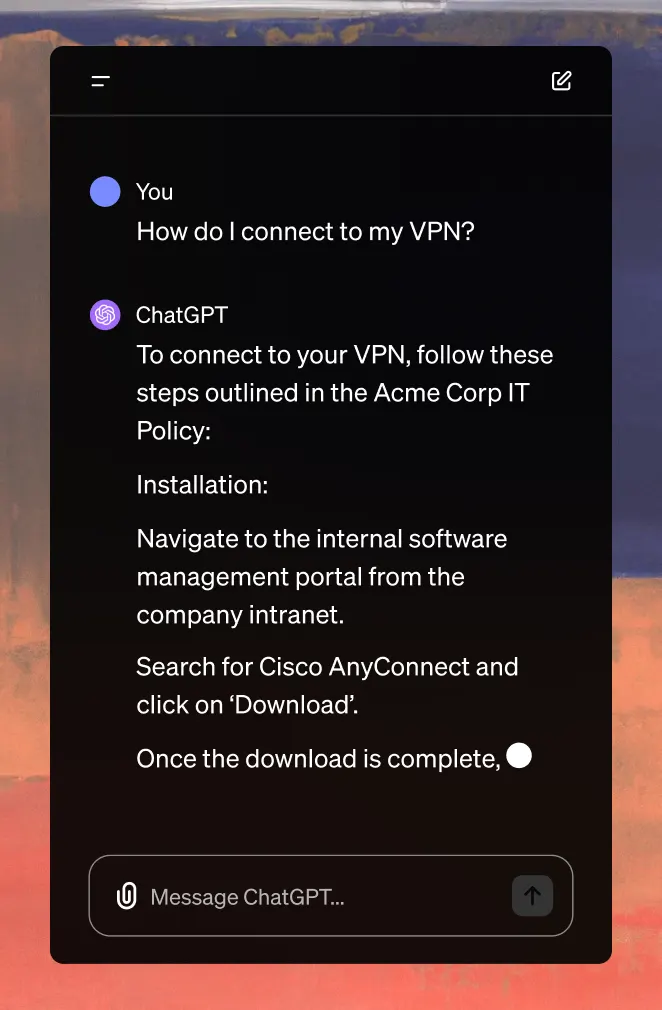 You
How do I connect to my VPN?
ChatGPT
To connect to your VPN, follow these
steps outlined in the Acme Corp IT
Policy:
Installation:
Navigate to the internal software
management portal from the
company intranet.
Search for Cisco AnyConnect and
click on ‘Download’.
Once the download is complete,
Message ChatGPT...